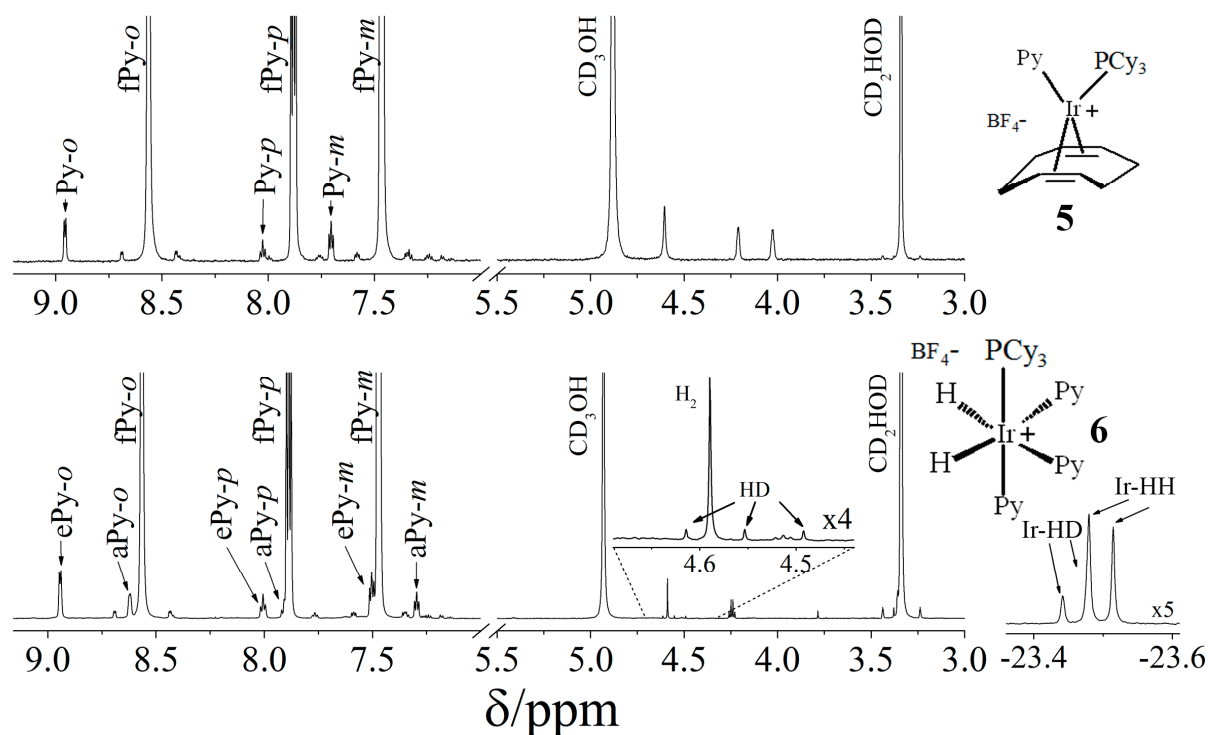 fPy-o
fPy-p
fPy-m
CD3OH
CD2HOD
Py-o
Py-p
Py-m
Py
PCy3
Ir+
BF4-
5
9.0 8.5 8.0 7.5 5.5 5.0 4.5 4.0 3.5 3.0
fPy-o
fPy-p
fPy-m
CD3OH
CD2HOD
ePy-o
aPy-o
ePy-p
aPy-p
ePy-m
aPy-m
H2
HD
x4
4.6 4.5
BF4-
PCy3
H
Py
Ir+
6
H
Py
Py
Ir-HH
Ir-HD
x5
-23.4 -23.6
9.0 8.5 8.0 7.5 5.5 5.0 4.5 4.0 3.5 3.0
δ/ppm